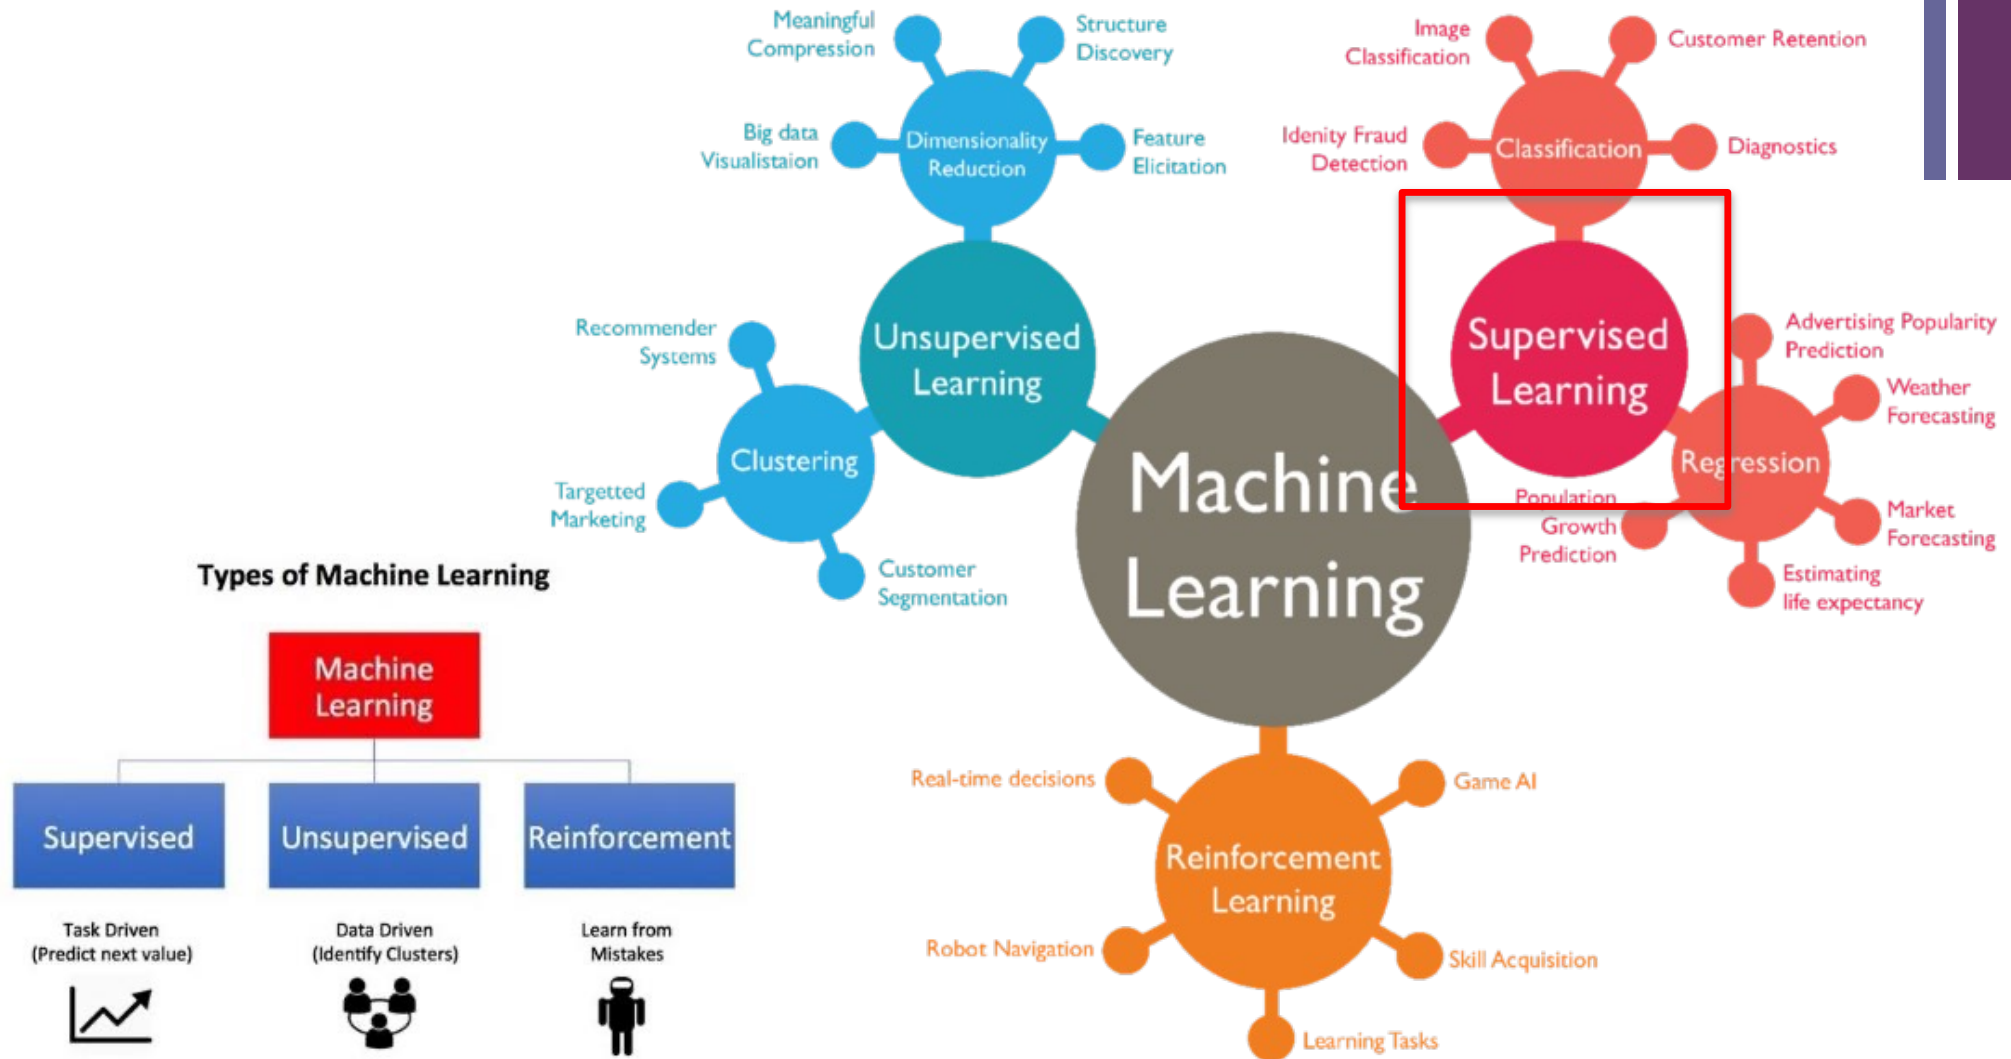 Meaningful
Compression
Structure
Discovery
Big data
Visualistaion
Dimensionality
Reduction
Feature
Elicitation
Image
Classification
Customer Retention
Idenity Fraud
Detection
Classification
Diagnostics
Recommender
Systems
Unsupervised
Learning
Clustering
Targetted
Marketing
Customer
Segmentation
Supervised
Learning
Advertising Popularity
Prediction
Weather
Forecasting
Regression
Population
Growth
Prediction
Market
Forecasting
Estimating
life expectancy
Machine
Learning
Types of Machine Learning
Machine
Learning
Supervised
Unsupervised
Reinforcement
Task Driven
(Predict next value)
Data Driven
(Identify Clusters)
Learn from
Mistakes
Real-time decisions
Game AI
Reinforcement
Learning
Robot Navigation
Skill Acquisition
Learning Tasks